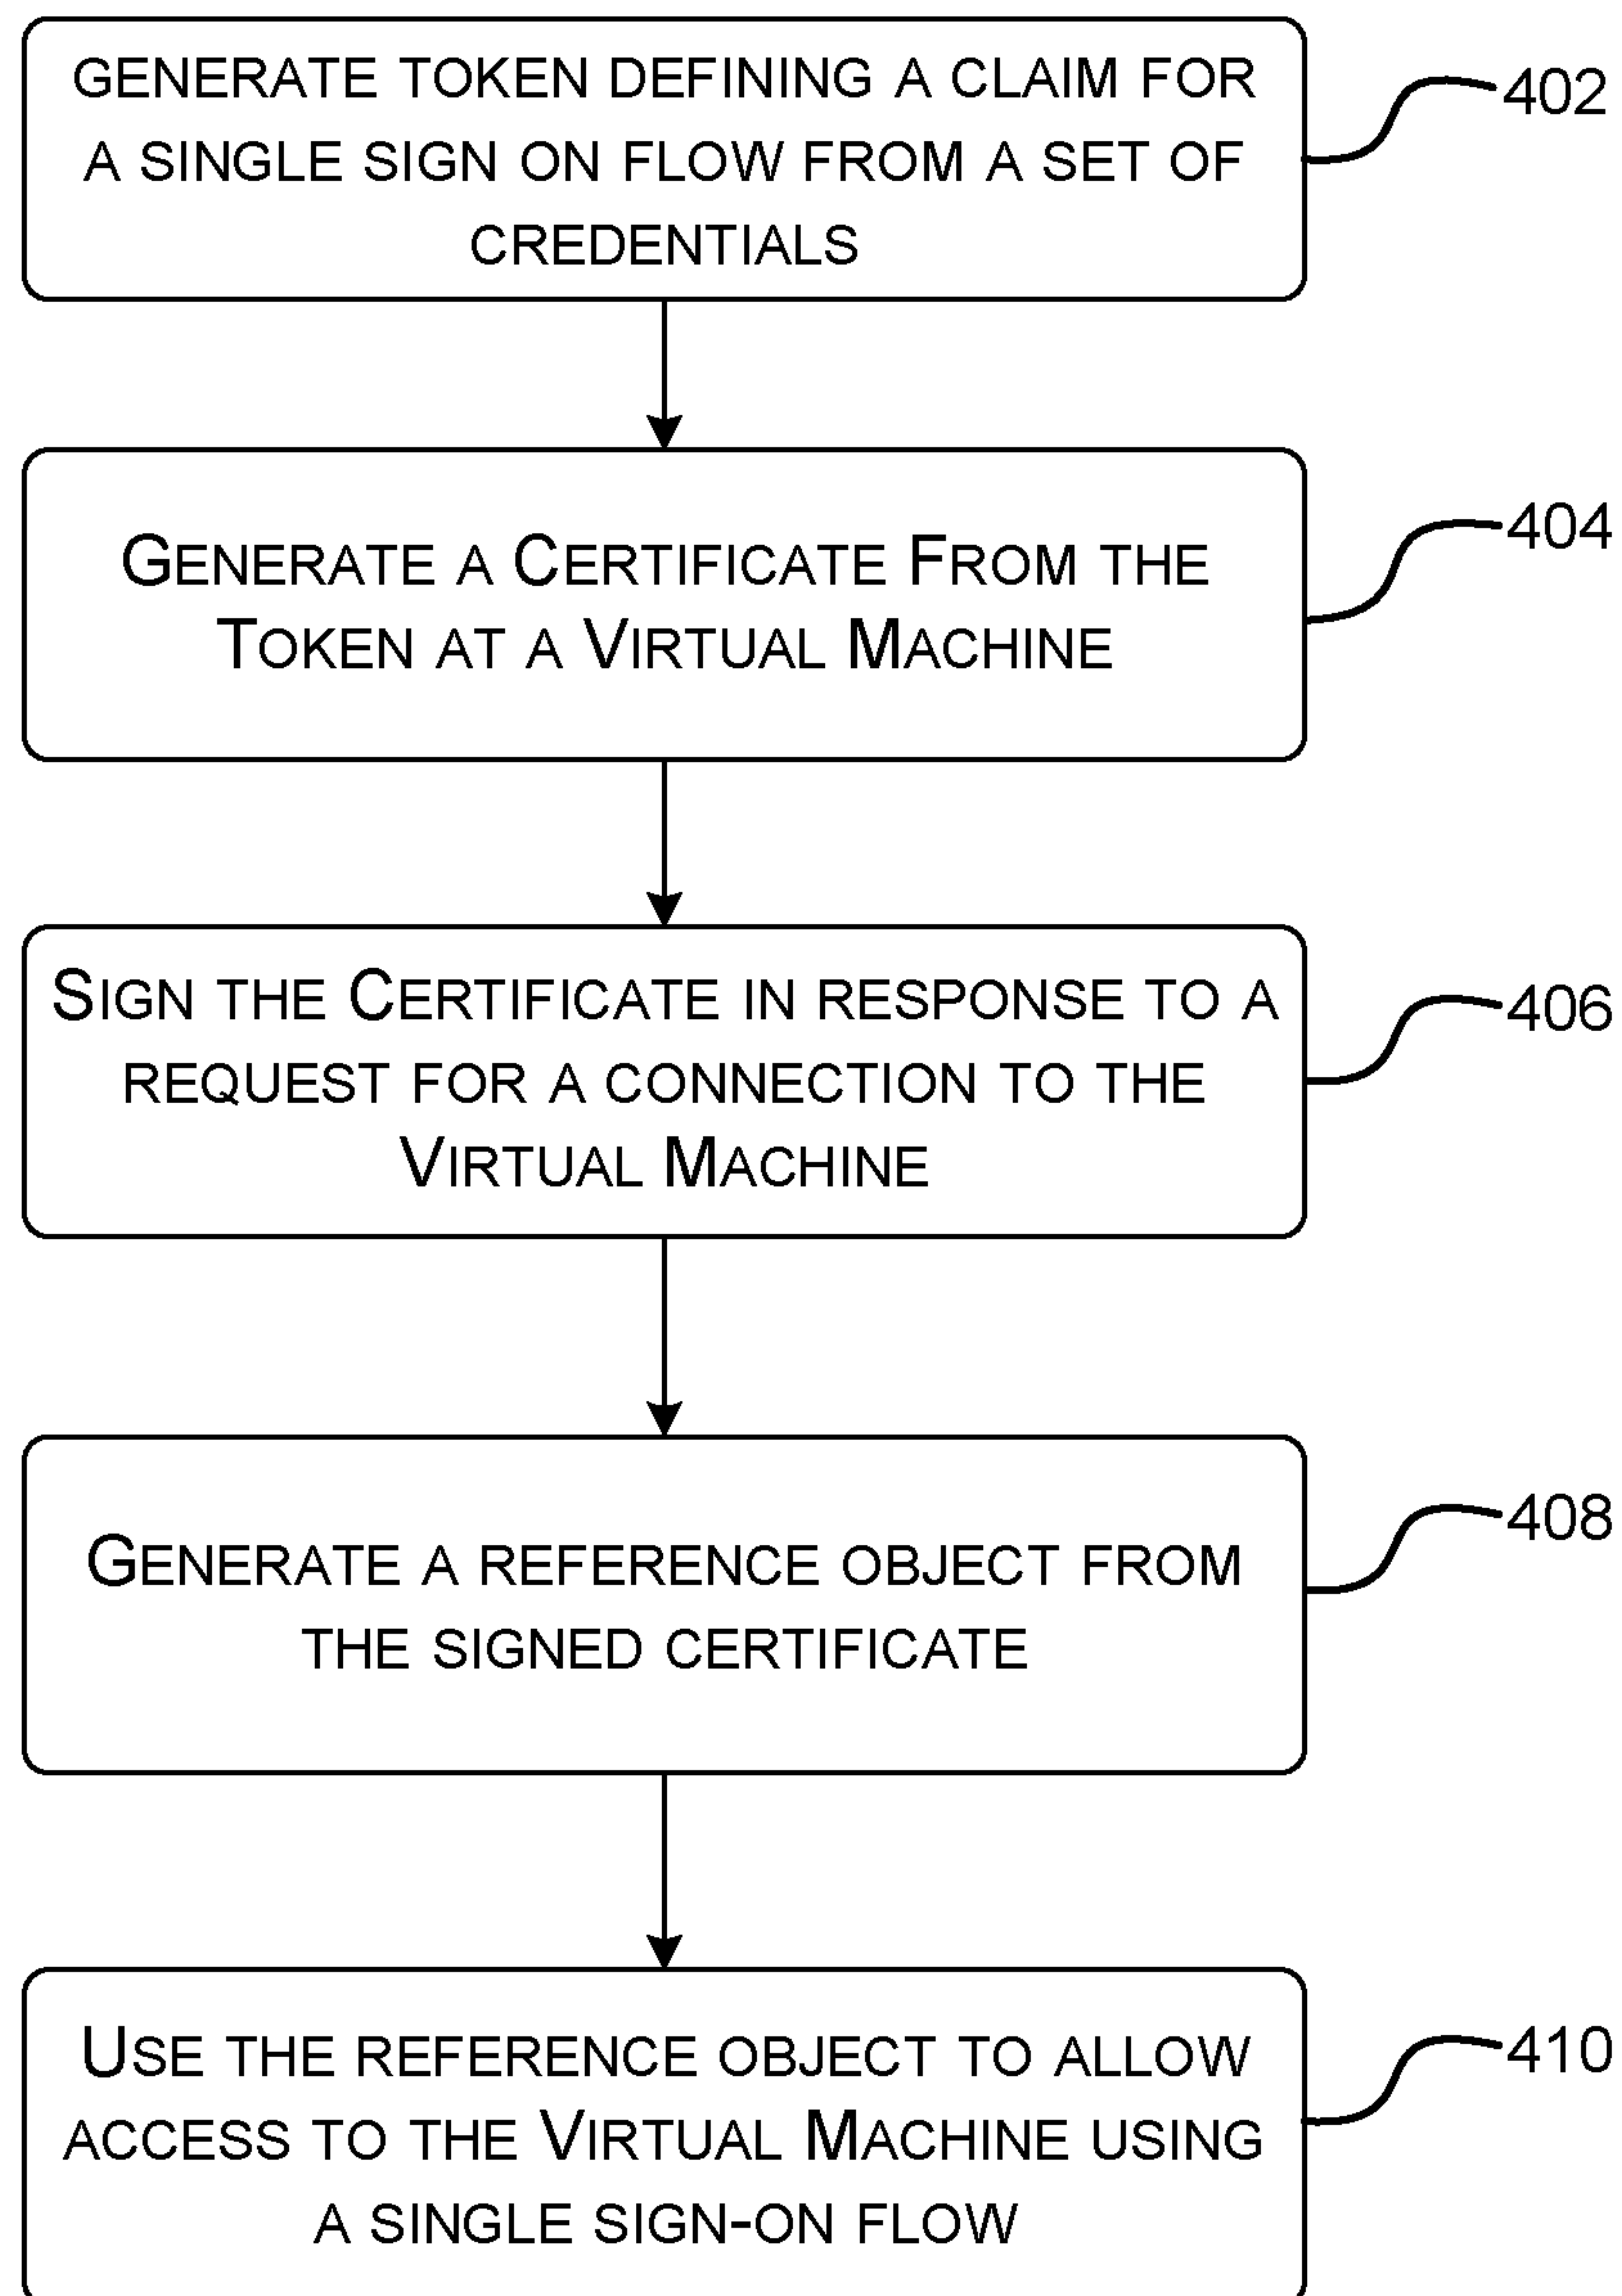 GENERATE TOKEN DEFINING A CLAIM FOR
402
A SINGLE SIGN ON FLOW FROM A SET OF
CREDENTIALS
404
GENERATE A CERTIFICATE FROM THE
TOKEN AT A VIRTUAL MACHINE
SIGN THE CERTIFICATE IN RESPONSE TO A
406
REQUEST FOR A CONNECTION TO THE
VIRTUAL MACHINE
408
GENERATE A REFERENCE OBJECT FROM
THE SIGNED CERTIFICATE
USE THE REFERENCE OBJECT TO ALLOW
410
ACCESS TO THE VIRTUAL MACHINE USING
A SINGLE SIGN-ON FLOW